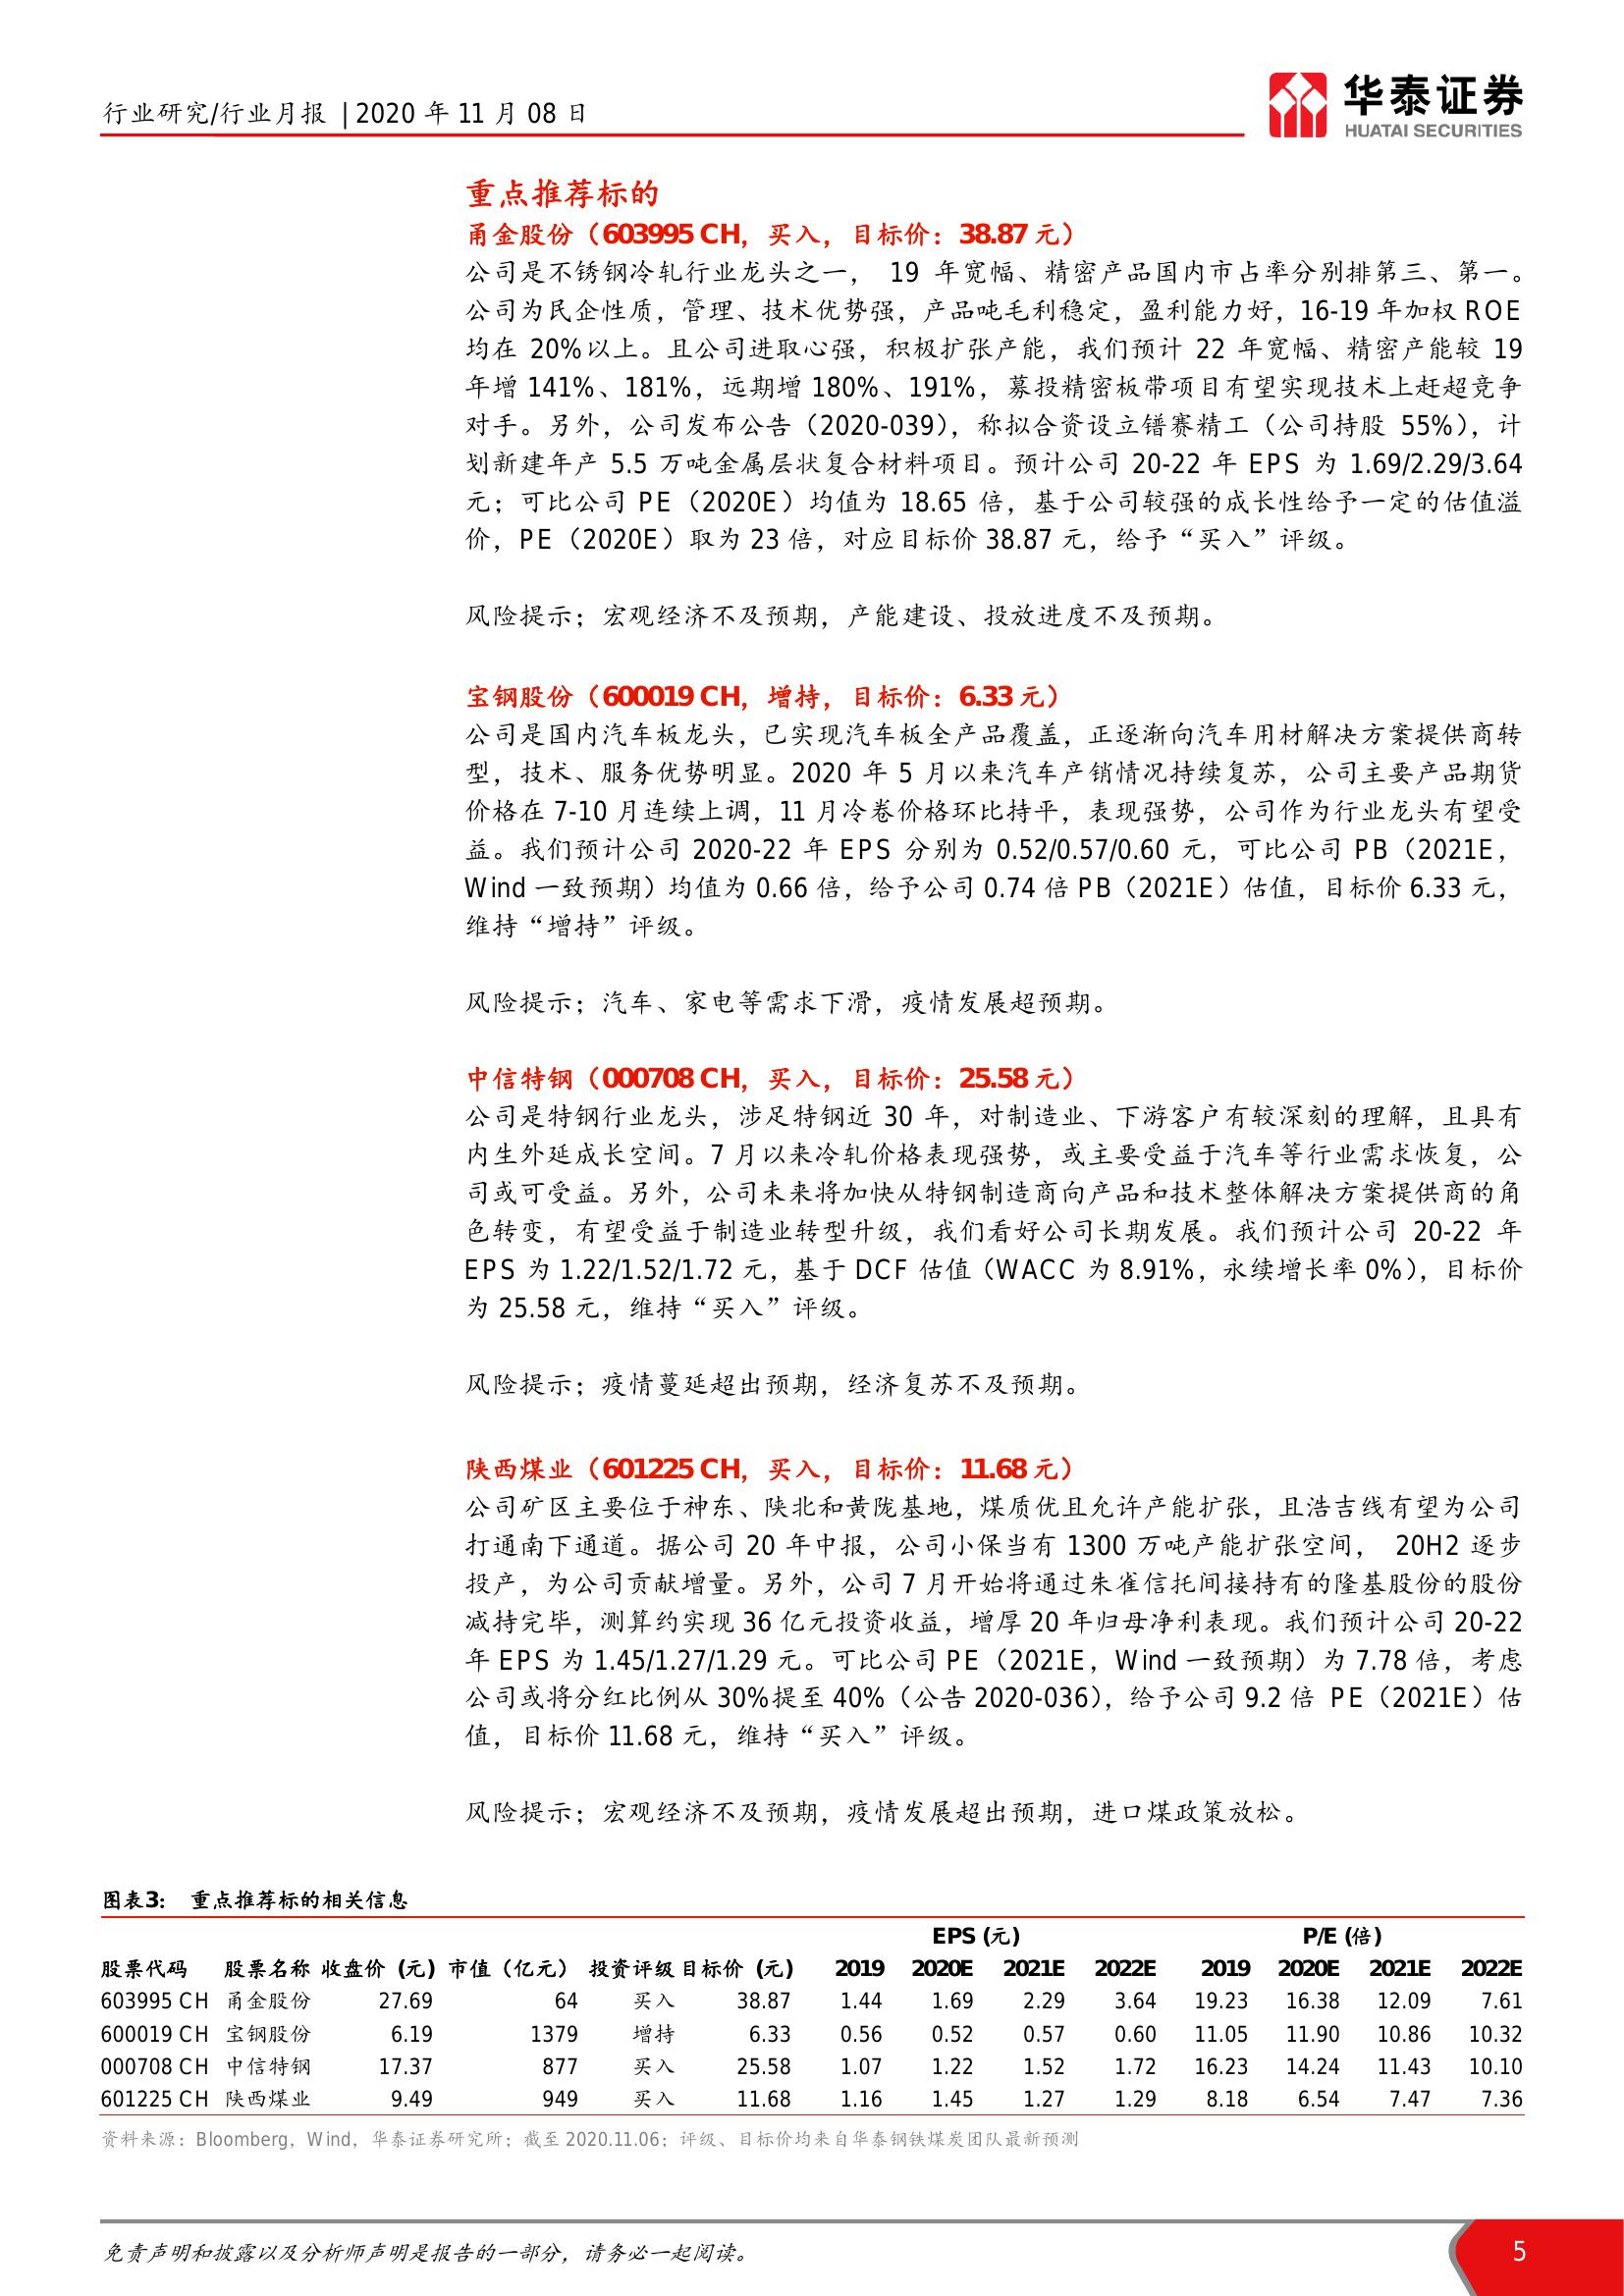 行业研究/行业月报 | 2020 年 11 月 08 日
华泰证券
HUATAI SECURITIES
重点推荐标的
甬金股份（603995 CH，买入，目标价：38.87 元）
公司是不锈钢冷轧行业龙头之一， 19 年宽幅、精密产品国内市占率分别排第三、第一。
公司为民企性质，管理、技术优势强，产品吨毛利稳定，盈利能力好，16-19 年加权 ROE
均在 20%以上。且公司进取心强，积极扩张产能，我们预计 22 年宽幅、精密产能较 19
年增 141%、181%，远期增 180%、191%，募投精密板带项目有望实现技术上赶超竞争
对手。另外，公司发布公告（2020-039），称拟合资设立镨赛精工（公司持股 55%），计
划新建年产 5.5 万吨金属层状复合材料项目。预计公司 20-22 年 EPS 为 1.69/2.29/3.64
元；可比公司 PE（2020E）均值为 18.65 倍，基于公司较强的成长性给予一定的估值溢
价，PE（2020E）取为 23 倍，对应目标价 38.87 元，给予“买入”评级。
风险提示；宏观经济不及预期，产能建设、投放进度不及预期。
宝钢股份（600019 CH，增持，目标价：6.33 元）
公司是国内汽车板龙头，已实现汽车板全产品覆盖，正逐渐向汽车用材解决方案提供商转
型，技术、服务优势明显。2020 年 5 月以来汽车产销情况持续复苏，公司主要产品期货
价格在 7-10 月连续上调，11 月冷卷价格环比持平，表现强势，公司作为行业龙头有望受
益。我们预计公司 2020-22 年 EPS 分别为 0.52/0.57/0.60 元，可比公司 PB（2021E，
Wind 一致预期）均值为 0.66 倍，给予公司 0.74 倍 PB（2021E）估值，目标价 6.33 元，
维持“增持”评级。
风险提示；汽车、家电等需求下滑，疫情发展超预期。
中信特钢（000708 CH，买入，目标价：25.58 元）
公司是特钢行业龙头，涉足特钢近 30 年，对制造业、下游客户有较深刻的理解，且具有
内生外延成长空间。7 月以来冷轧价格表现强势，或主要受益于汽车等行业需求恢复，公
司或可受益。另外，公司未来将加快从特钢制造商向产品和技术整体解决方案提供商的角
色转变，有望受益于制造业转型升级，我们看好公司长期发展。我们预计公司 20-22 年
EPS 为 1.22/1.52/1.72 元，基于 DCF 估值（WACC 为 8.91%，永续增长率 0%），目标价
为 25.58 元，维持“买入”评级。
风险提示；疫情蔓延超出预期，经济复苏不及预期。
陕西煤业（601225 CH，买入，目标价：11.68 元）
公司矿区主要位于神东、陕北和黄陇基地，煤质优且允许产能扩张，且浩吉线有望为公司
打通南下通道。据公司 20 年中报，公司小保当有 1300 万吨产能扩张空间， 20H2 逐步
投产，为公司贡献增量。另外，公司 7 月开始将通过朱雀信托间接持有的隆基股份的股份
减持完毕，测算约实现 36 亿元投资收益，增厚 20 年归母净利表现。我们预计公司 20-22
年 EPS 为 1.45/1.27/1.29 元。可比公司 PE（2021E，Wind 一致预期）为 7.78 倍，考虑
公司或将分红比例从 30%提至 40%（公告 2020-036），给予公司 9.2 倍 PE（2021E）估
值，目标价 11.68 元，维持“买入”评级。
风险提示；宏观经济不及预期，疫情发展超出预期，进口煤政策放松。
图表3： 重点推荐标的相关信息
EPS (元) P/E (倍)
股票代码 股票名称 收盘价 (元) 市值（亿元） 投资评级 目标价 (元) 2019 2020E 2021E 2022E 2019 2020E 2021E 2022E
603995 CH 甬金股份 27.69 64 买入 38.87 1.44 1.69 2.29 3.64 19.23 16.38 12.09 7.61
600019 CH 宝钢股份 6.19 1379 增持 6.33 0.56 0.52 0.57 0.60 11.05 11.90 10.86 10.32
000708 CH 中信特钢 17.37 877 买入 25.58 1.07 1.22 1.52 1.72 16.23 14.24 11.43 10.10
601225 CH 陕西煤业 9.49 949 买入 11.68 1.16 1.45 1.27 1.29 8.18 6.54 7.47 7.36
资料来源：Bloomberg，Wind，华泰证券研究所；截至 2020.11.06；评级、目标价均来自华泰钢铁煤炭团队最新预测
免责声明和披露以及分析师声明是报告的一部分，请务必一起阅读。
5